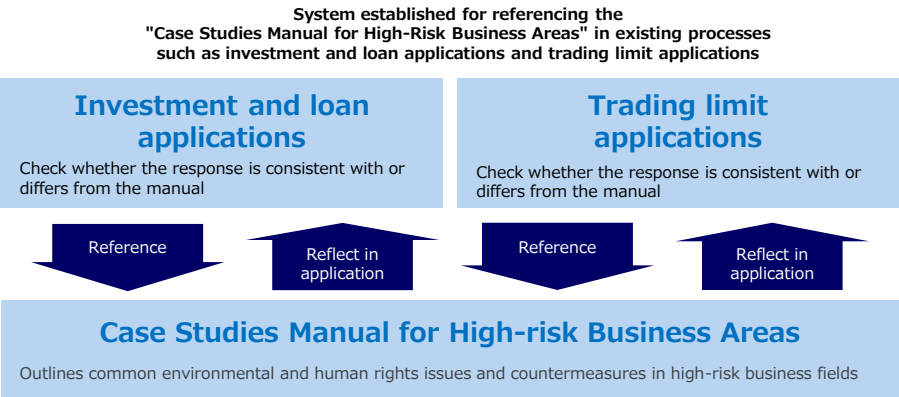 System established for referencing the
"Case Studies Manual for High-Risk Business Areas" in existing processes
such as investment and loan applications and trading limit applications
Investment and loan
applications
Check whether the response is consistent with or
differs from the manual
Trading limit
applications
Check whether the response is consistent with or
differs from the manual
Reference
Reflect in
application
Reference
Reflect in
application
Case Studies Manual for High-risk Business Areas
Outlines common environmental and human rights issues and countermeasures in high-risk business fields